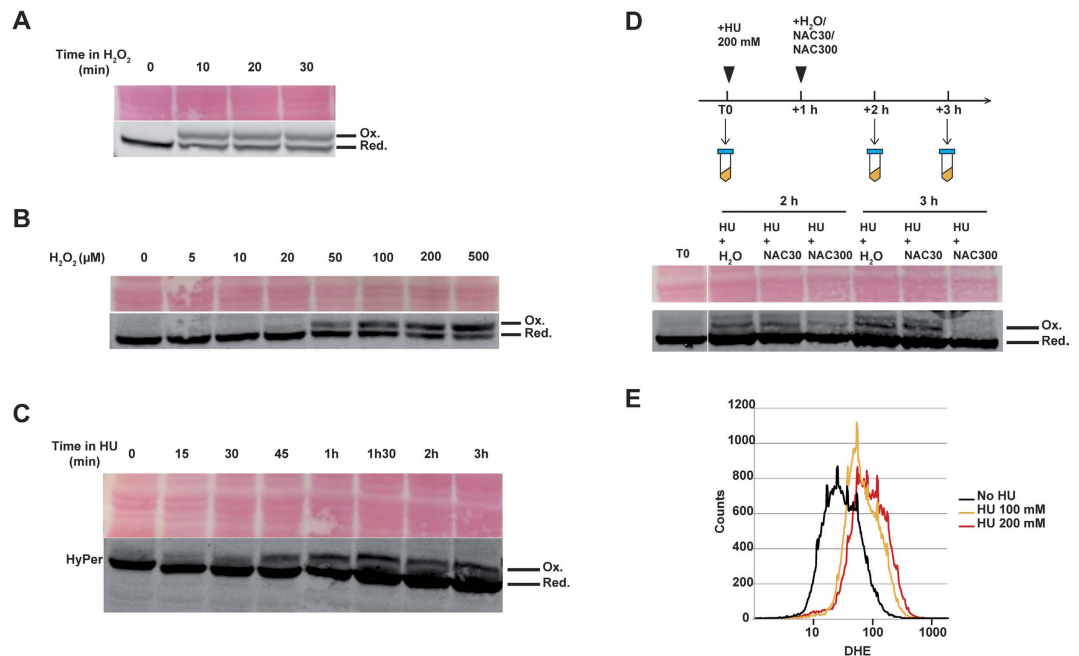 A
Time in H₂O₂
(min)
0 10 20 30
Ox.
Red.
B
H₂O₂ (µM)
0 5 10 20 50 100 200 500
Ox.
Red.
C
Time in HU
(min)
0 15 30 45 1h 1h30 2h 3h
HyPer
Ox.
Red.
D
+HU
200 mM
+H₂O/
NAC30/
NAC300
T0 +1 h +2 h +3 h
2 h 3 h
HU HU HU HU HU HU
+ + + + + +
T0 H₂O NAC30 NAC300 H₂O NAC30 NAC300
Ox.
Red.
E
1200
1000
800
600
400
200
0
Counts
10 100 1000
DHE
No HU
HU 100 mM
HU 200 mM